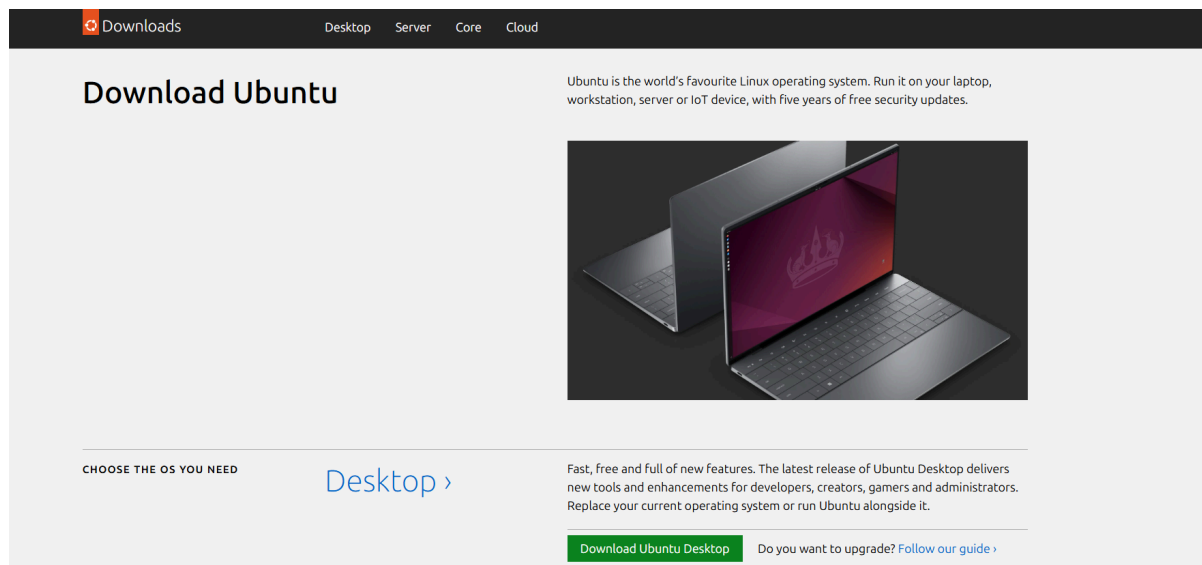 Downloads
Desktop Server Core Cloud
Download Ubuntu
Ubuntu is the world's favourite Linux operating system. Run it on your laptop,
workstation, server or IoT device, with five years of free security updates.
CHOOSE THE OS YOU NEED
Desktop ›
Fast, free and full of new features. The latest release of Ubuntu Desktop delivers
new tools and enhancements for developers, creators, gamers and administrators.
Replace your current operating system or run Ubuntu alongside it.
Download Ubuntu Desktop
Do you want to upgrade? Follow our guide ›